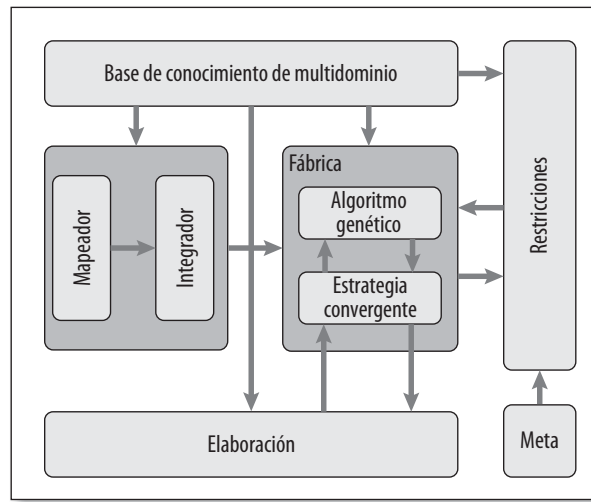 Base de conocimiento de multidominio
Mapeador
Integrador
Fábrica
Algoritmo
genético
Estrategia
convergente
Restricciones
Elaboración
Meta